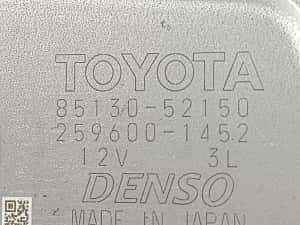 TOYOTA
85130-52150
259600-1452
12V 3L
DENSO
MADE IN JAPAN